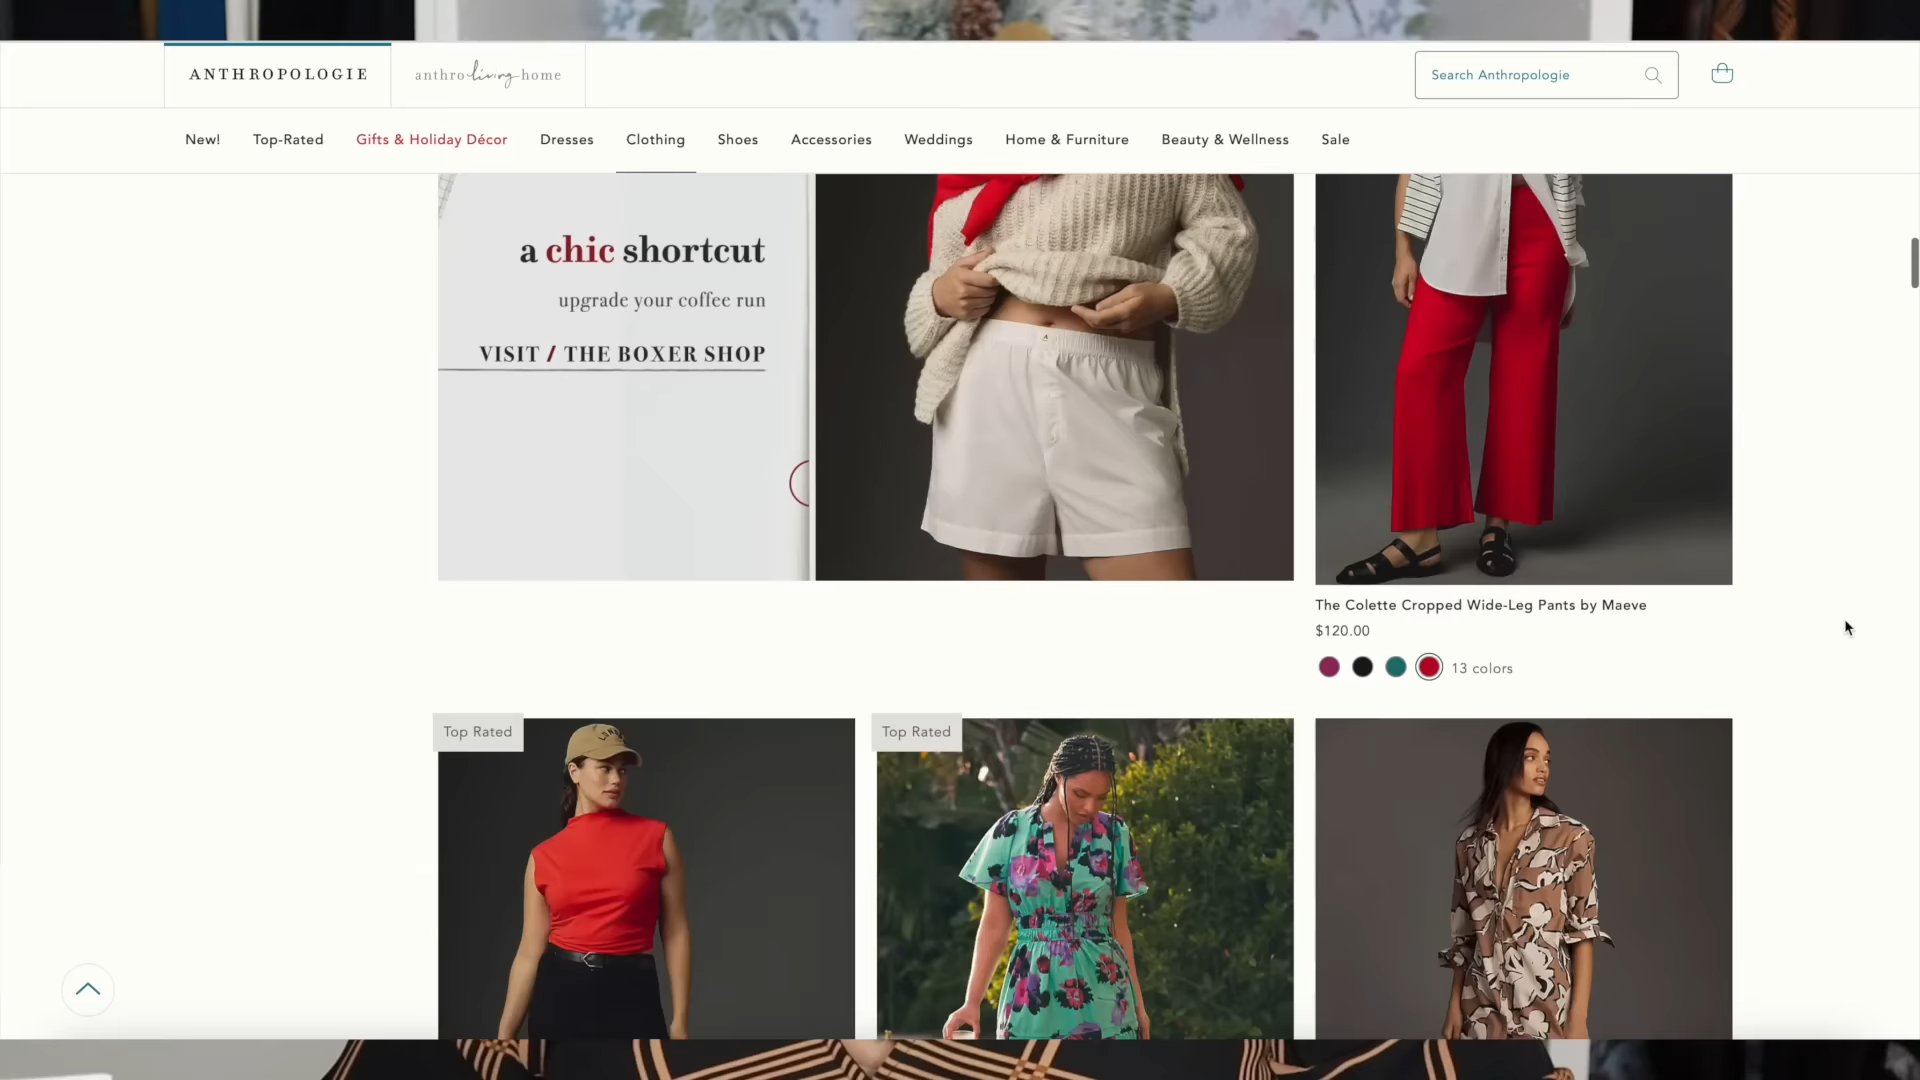 ANTHROPOLOGIE
anthroliving home
Search Anthropologie
New!
Top-Rated
Gifts & Holiday Décor
Dresses
Clothing
Shoes
Accessories
Weddings
Home & Furniture
Beauty & Wellness
Sale
a chic shortcut
upgrade your coffee run
VISIT / THE BOXER SHOP
The Colette Cropped Wide-Leg Pants by Maeve
$120.00
13 colors
Top Rated
Top Rated